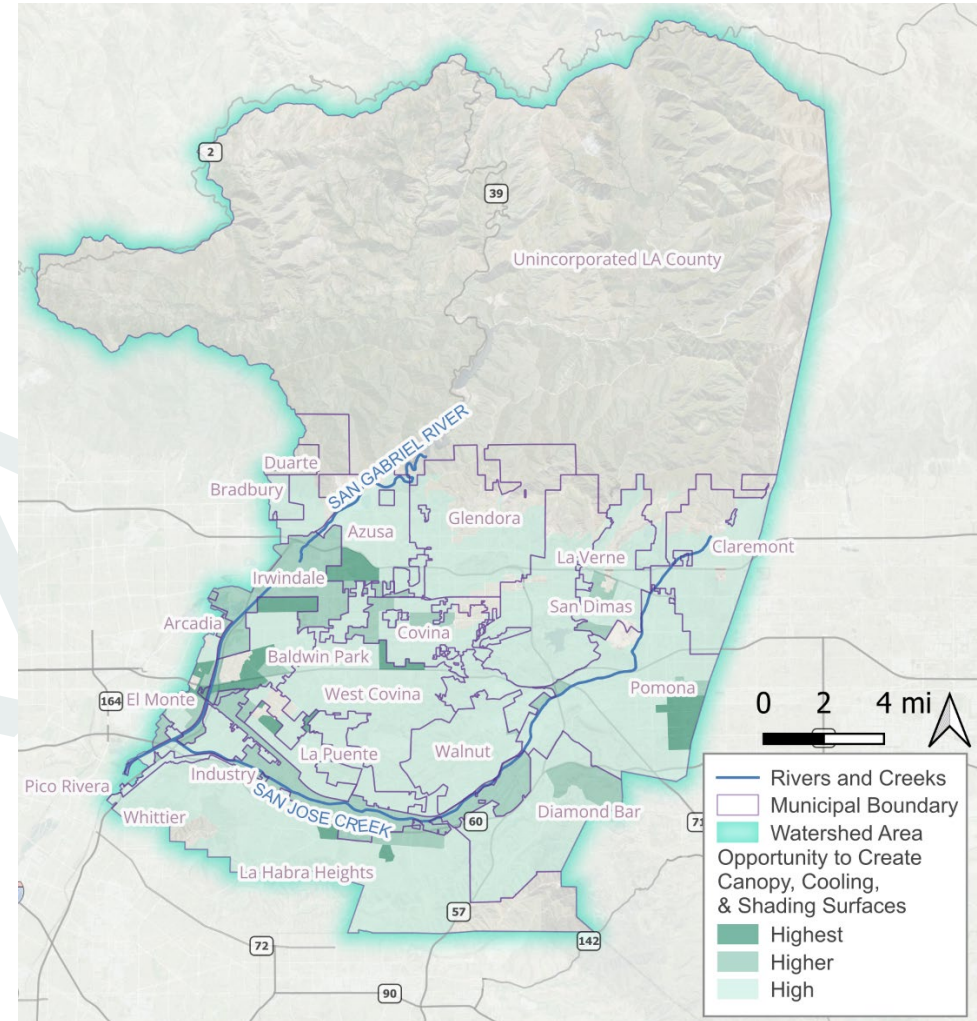 2
39
Unincorporated LA County
SAN GABRIEL RIVER
Duarte
Bradbury
Azusa
Glendora
La Verne
Claremont
Irwindale
San Dimas
Arcadia
Covina
Baldwin Park
West Covina
Pomona
164
El Monte
La Puente
Walnut
Industry
Pico Rivera
SAN JOSE CREEK
Whittier
60
Diamond Bar
71
La Habra Heights
57
72
142
90
0 2 4 mi
Rivers and Creeks
Municipal Boundary
Watershed Area
Opportunity to Create
Canopy, Cooling,
& Shading Surfaces
Highest
Higher
High